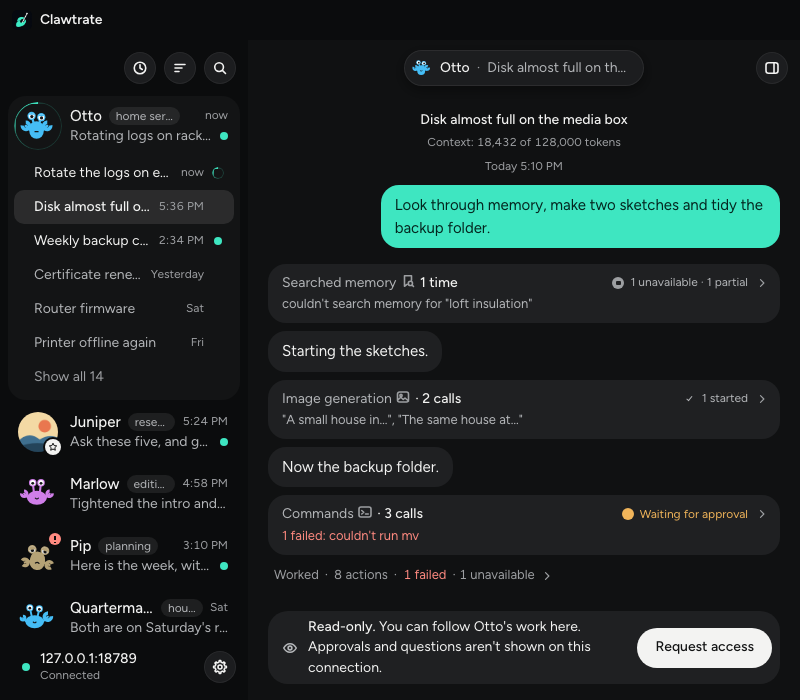 Clawtrate
Otto home ser... now
Rotating logs on rack...
Rotate the logs on e... now
Disk almost full o... 5:36 PM
Weekly backup c... 2:34 PM
Certificate rene... Yesterday
Router firmware Sat
Printer offline again Fri
Show all 14
Juniper rese... 5:24 PM
Ask these five, and g...
Marlow editi... 4:58 PM
Tightened the intro and...
Pip planning 3:10 PM
Here is the week, wit...
Quarterma... hou... Sat
Both are on Saturday's r...
127.0.0.1:18789
Connected
Otto · Disk almost full on th...
Disk almost full on the media box
Context: 18,432 of 128,000 tokens
Today 5:10 PM
Look through memory, make two sketches and tidy the
backup folder.
Searched memory 1 time 1 unavailable · 1 partial
couldn't search memory for "loft insulation"
Starting the sketches.
Image generation · 2 calls 1 started
"A small house in...", "The same house at..."
Now the backup folder.
Commands · 3 calls Waiting for approval
1 failed: couldn't run mv
Worked · 8 actions · 1 failed · 1 unavailable
Read-only. You can follow Otto's work here.
Approvals and questions aren't shown on this
connection.
Request access